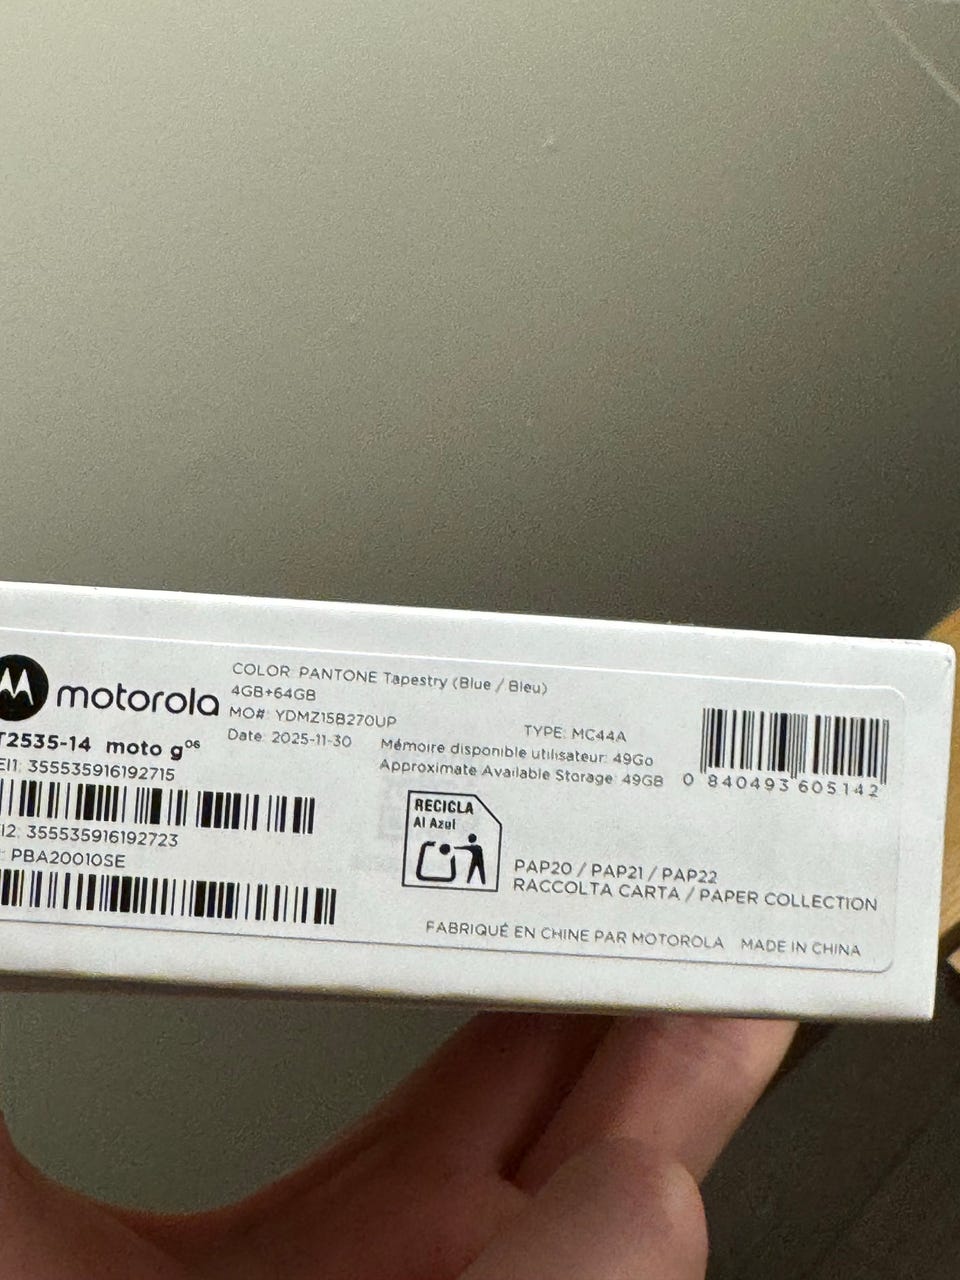 motorola
T2535-14 moto g⁰⁶
EI1: 355535916192715
I2: 355535916192723
: PBA20010SE
COLOR PANTONE Tapestry (Blue / Bleu)
4GB+64GB
MO#: YDMZ15B270UP
Date: 2025-11-30
TYPE: MC44A
Mémoire disponible utilisateur: 49Go
Approximate Available Storage: 49GB
0 840493 605142
RECICLA
Al Azul
PAP20 / PAP21 / PAP22
RACCOLTA CARTA / PAPER COLLECTION
FABRIQUÉ EN CHINE PAR MOTOROLA MADE IN CHINA